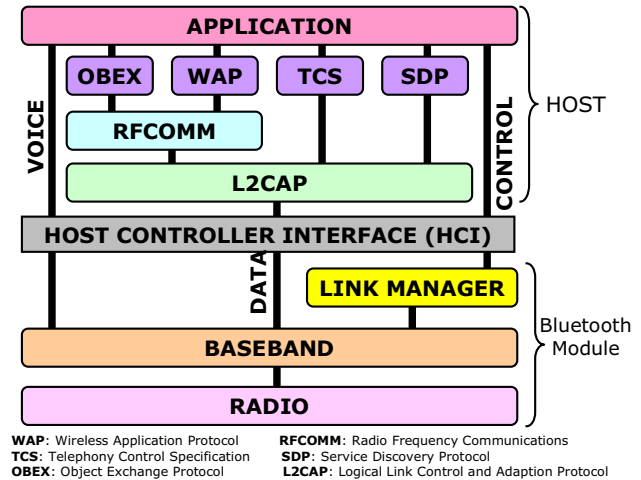 APPLICATION
OBEX WAP TCS SDP
HOST
VOICE
RFCOMM
CONTROL
L2CAP
HOST CONTROLLER INTERFACE (HCI)
DATA
LINK MANAGER
Bluetooth
Module
BASEBAND
RADIO
WAP: Wireless Application Protocol
RFCOMM: Radio Frequency Communications
TCS: Telephony Control Specification
SDP: Service Discovery Protocol
OBEX: Object Exchange Protocol
L2CAP: Logical Link Control and Adaption Protocol